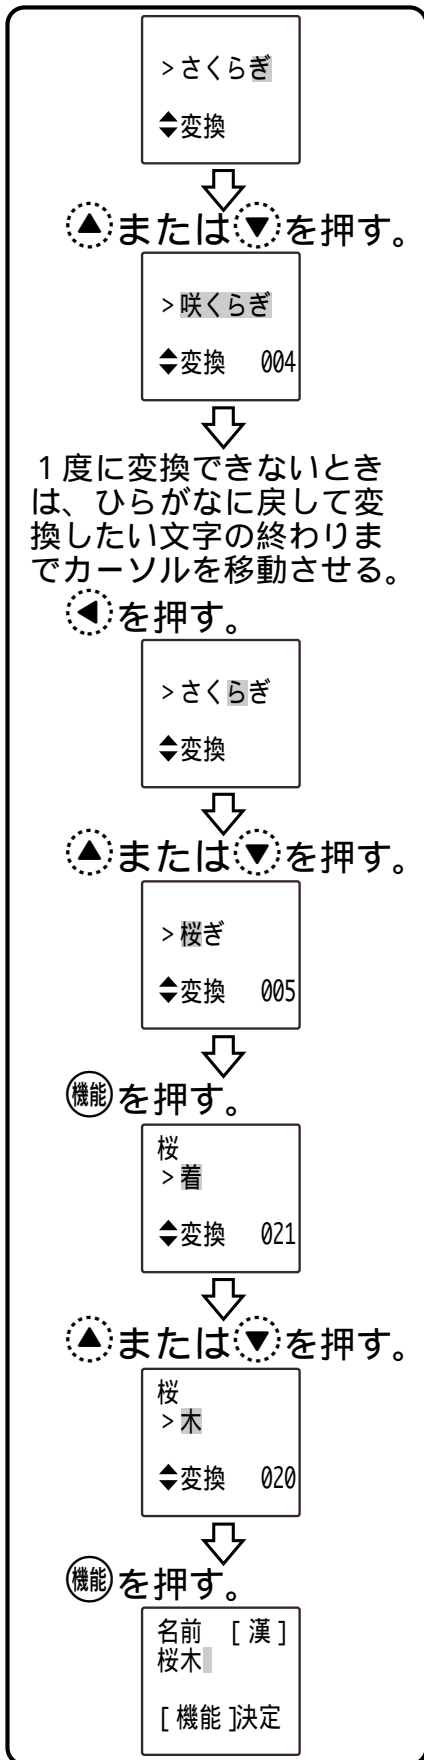 >さくらぎ
◆変換
▲または▼を押す。
>咲くらぎ
◆変換 004
１度に変換できないとき
は、ひらがなに戻して変
換したい文字の終わりま
でカーソルを移動させる。
◀を押す。
>さくらぎ
◆変換
▲または▼を押す。
>桜ぎ
◆変換 005
機能を押す。
桜
>着
◆変換 021
▲または▼を押す。
桜
>木
◆変換 020
機能を押す。
名前 [漢]
桜木
[機能]決定